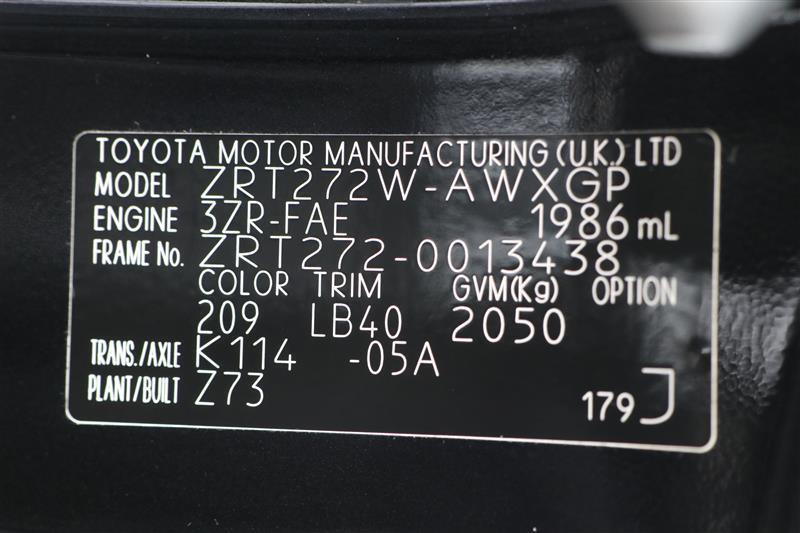 TOYOTA MOTOR MANUFACTURING (U.K.) LTD
MODEL ZRT272W-AWXGP
ENGINE 3ZR-FAE 1986 mL
FRAME No. ZRT272-0013438
COLOR TRIM GVM(Kg) OPTION
209 LB40 2050
TRANS./AXLE K114 -05A
PLANT/BUILT Z73
179J